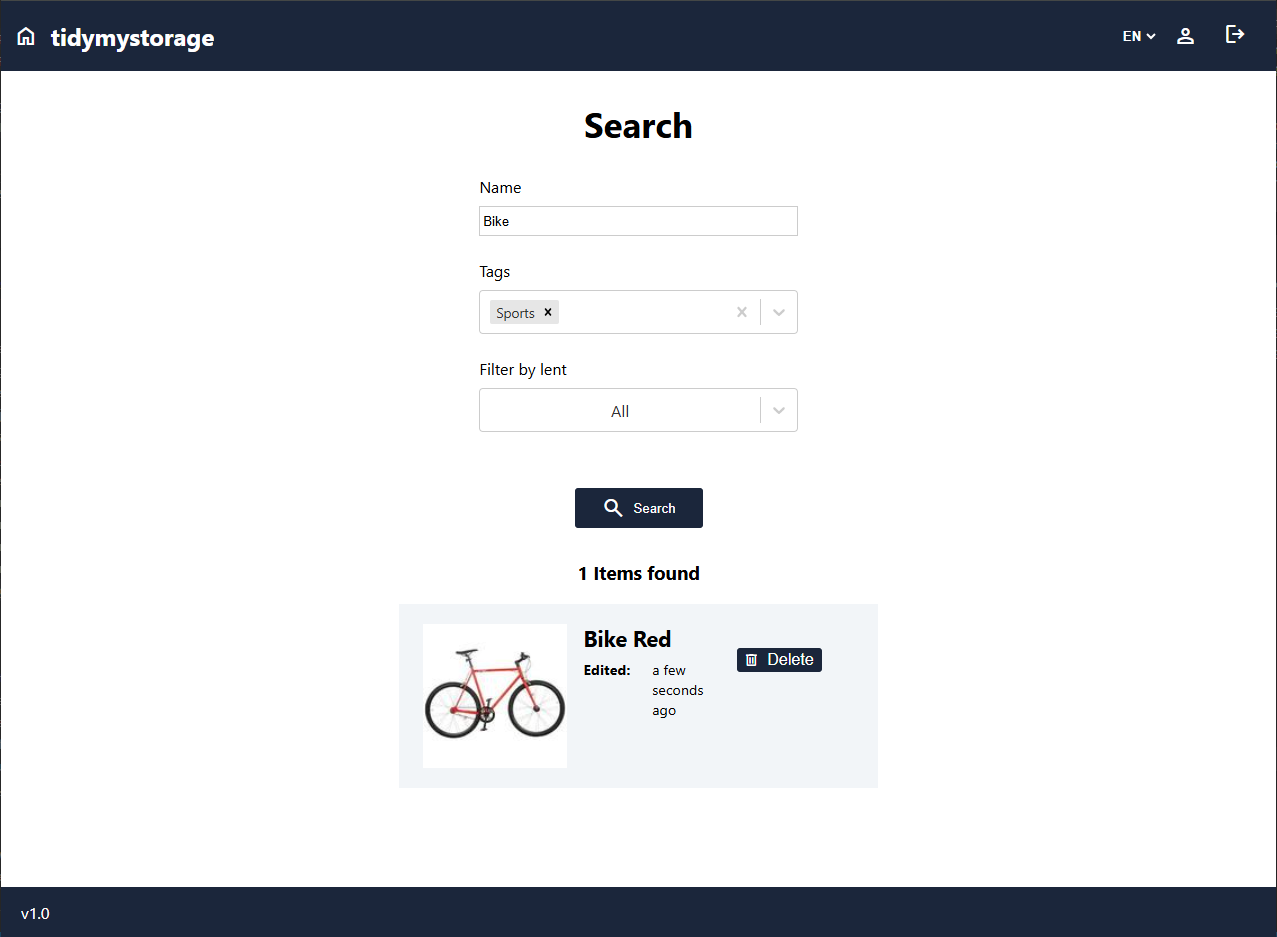 tidymystorage
EN
Search
Name
Bike
Tags
Sports
Filter by lent
All
Search
1 Items found
Bike Red
Edited: a few
seconds
ago
Delete
v1.0